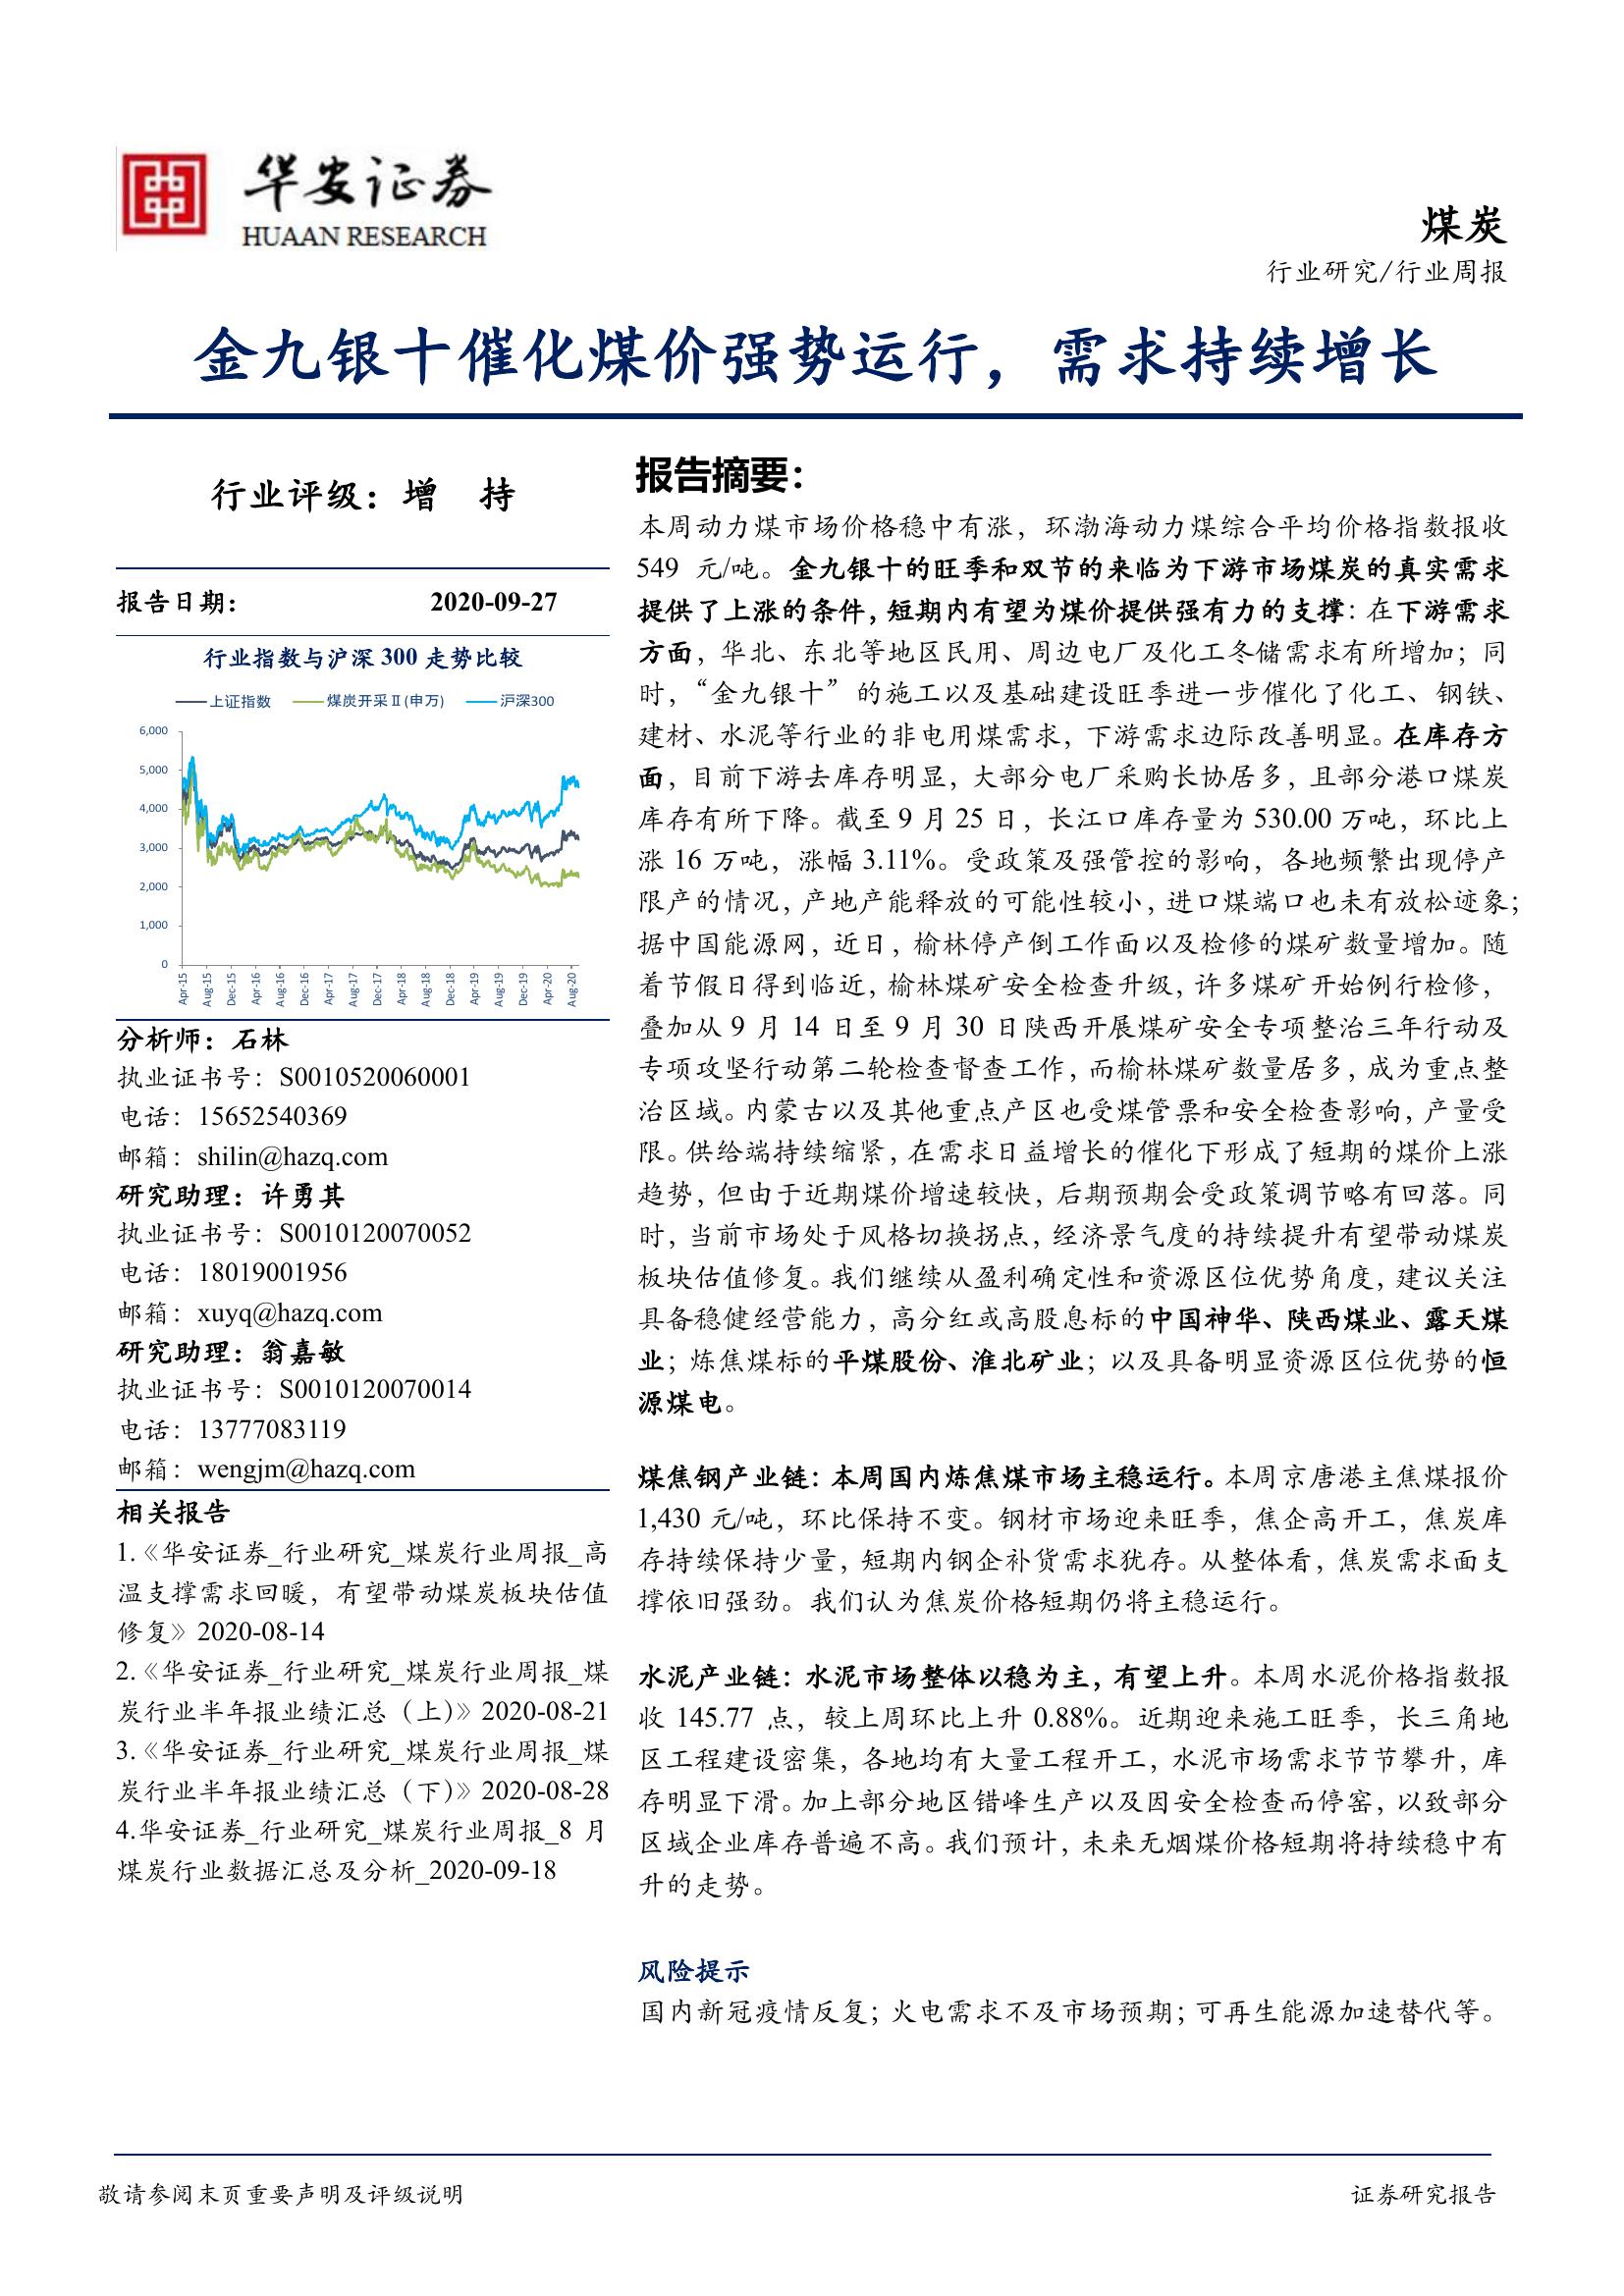 华安证券
HUAAN RESEARCH
煤炭
行业研究/行业周报
金九银十催化煤价强势运行，需求持续增长
行业评级：增 持
报告日期： 2020-09-27
行业指数与沪深 300 走势比较
上证指数 煤炭开采Ⅱ(申万) 沪深300
6,000
5,000
4,000
3,000
2,000
1,000
0
Apr-15 Aug-15 Dec-15 Apr-16 Aug-16 Dec-16 Apr-17 Aug-17 Dec-17 Apr-18 Aug-18 Dec-18 Apr-19 Aug-19 Dec-19 Apr-20 Aug-20
分析师：石林
执业证书号：S0010520060001
电话：15652540369
邮箱：shilin@hazq.com
研究助理：许勇其
执业证书号：S0010120070052
电话：18019001956
邮箱：xuyq@hazq.com
研究助理：翁嘉敏
执业证书号：S0010120070014
电话：13777083119
邮箱：wengjm@hazq.com
相关报告
1.《华安证券_行业研究_煤炭行业周报_高
温支撑需求回暖，有望带动煤炭板块估值
修复》2020-08-14
2.《华安证券_行业研究_煤炭行业周报_煤
炭行业半年报业绩汇总（上）》2020-08-21
3.《华安证券_行业研究_煤炭行业周报_煤
炭行业半年报业绩汇总（下）》2020-08-28
4.华安证券_行业研究_煤炭行业周报_8 月
煤炭行业数据汇总及分析_2020-09-18
报告摘要：
本周动力煤市场价格稳中有涨，环渤海动力煤综合平均价格指数报收
549 元/吨。金九银十的旺季和双节的来临为下游市场煤炭的真实需求
提供了上涨的条件，短期内有望为煤价提供强有力的支撑：在下游需求
方面，华北、东北等地区民用、周边电厂及化工冬储需求有所增加；同
时，“金九银十”的施工以及基础建设旺季进一步催化了化工、钢铁、
建材、水泥等行业的非电用煤需求，下游需求边际改善明显。在库存方
面，目前下游去库存明显，大部分电厂采购长协居多，且部分港口煤炭
库存有所下降。截至 9 月 25 日，长江口库存量为 530.00 万吨，环比上
涨 16 万吨，涨幅 3.11%。受政策及强管控的影响，各地频繁出现停产
限产的情况，产地产能释放的可能性较小，进口煤端口也未有放松迹象；
据中国能源网，近日，榆林停产倒工作面以及检修的煤矿数量增加。随
着节假日得到临近，榆林煤矿安全检查升级，许多煤矿开始例行检修，
叠加从 9 月 14 日至 9 月 30 日陕西开展煤矿安全专项整治三年行动及
专项攻坚行动第二轮检查督查工作，而榆林煤矿数量居多，成为重点整
治区域。内蒙古以及其他重点产区也受煤管票和安全检查影响，产量受
限。供给端持续缩紧，在需求日益增长的催化下形成了短期的煤价上涨
趋势，但由于近期煤价增速较快，后期预期会受政策调节略有回落。同
时，当前市场处于风格切换拐点，经济景气度的持续提升有望带动煤炭
板块估值修复。我们继续从盈利确定性和资源区位优势角度，建议关注
具备稳健经营能力，高分红或高股息标的中国神华、陕西煤业、露天煤
业；炼焦煤标的平煤股份、淮北矿业；以及具备明显资源区位优势的恒
源煤电。
煤焦钢产业链：本周国内炼焦煤市场主稳运行。本周京唐港主焦煤报价
1,430 元/吨，环比保持不变。钢材市场迎来旺季，焦企高开工，焦炭库
存持续保持少量，短期内钢企补货需求犹存。从整体看，焦炭需求面支
撑依旧强劲。我们认为焦炭价格短期仍将主稳运行。
水泥产业链：水泥市场整体以稳为主，有望上升。本周水泥价格指数报
收 145.77 点，较上周环比上升 0.88%。近期迎来施工旺季，长三角地
区工程建设密集，各地均有大量工程开工，水泥市场需求节节攀升，库
存明显下滑。加上部分地区错峰生产以及因安全检查而停窑，以致部分
区域企业库存普遍不高。我们预计，未来无烟煤价格短期将持续稳中有
升的走势。
风险提示
国内新冠疫情反复；火电需求不及市场预期；可再生能源加速替代等。
敬请参阅末页重要声明及评级说明 证券研究报告